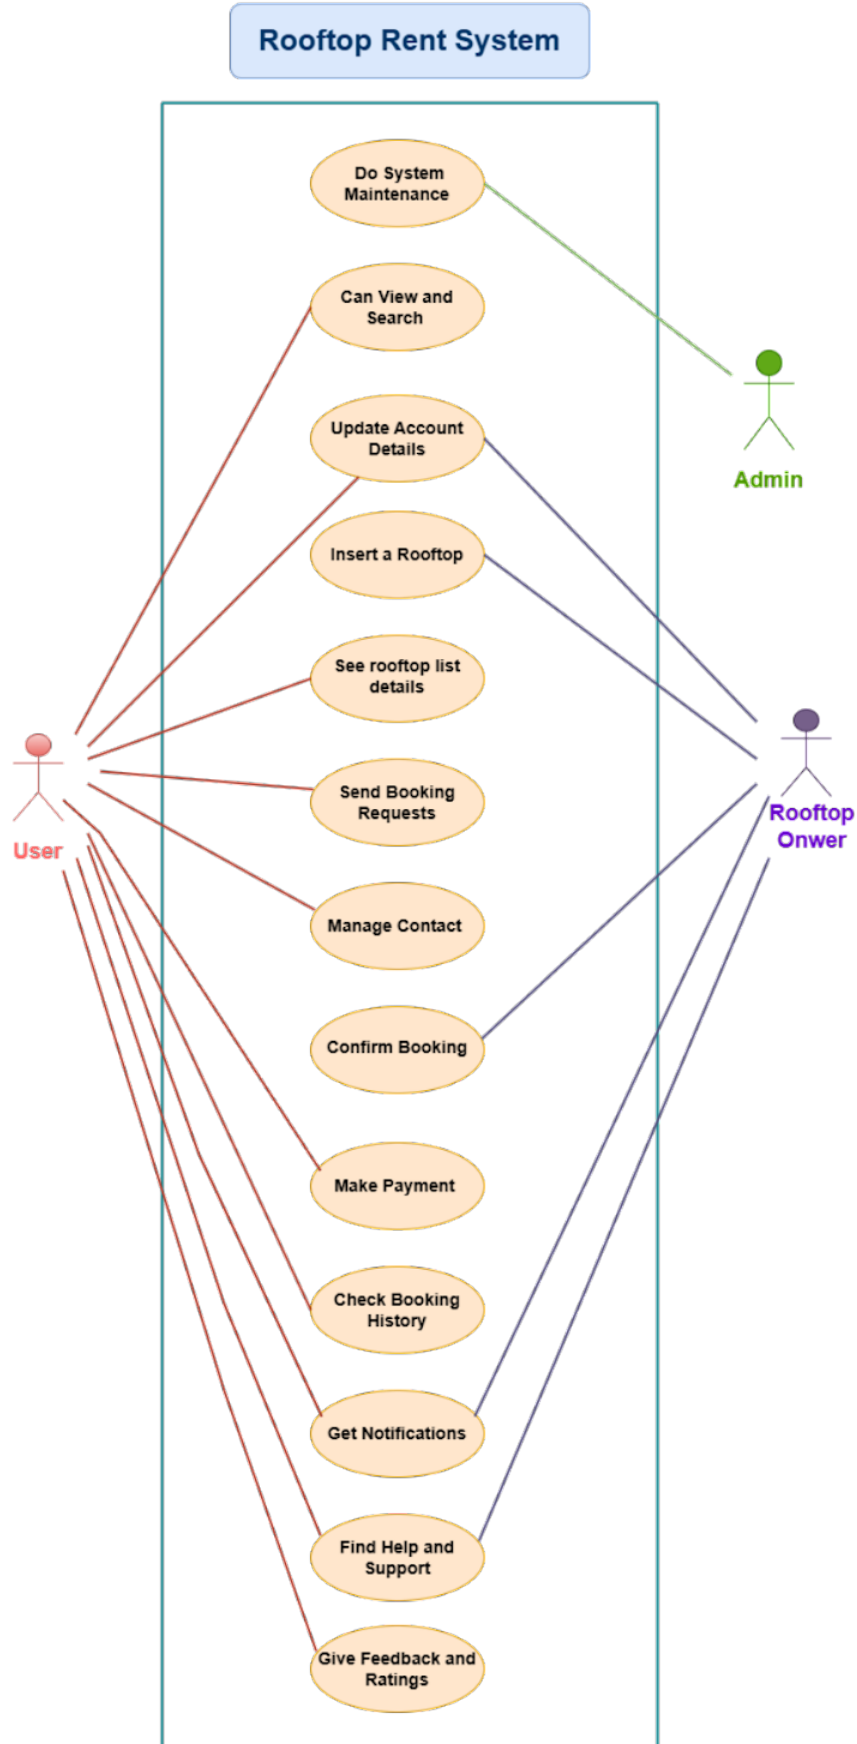 Rooftop Rent System
Do System
Maintenance
Can View and
Search
Update Account
Details
Insert a Rooftop
See rooftop list
details
Send Booking
Requests
Manage Contact
Confirm Booking
Make Payment
Check Booking
History
Get Notifications
Find Help and
Support
Give Feedback and
Ratings
User
Admin
Rooftop
Onwer